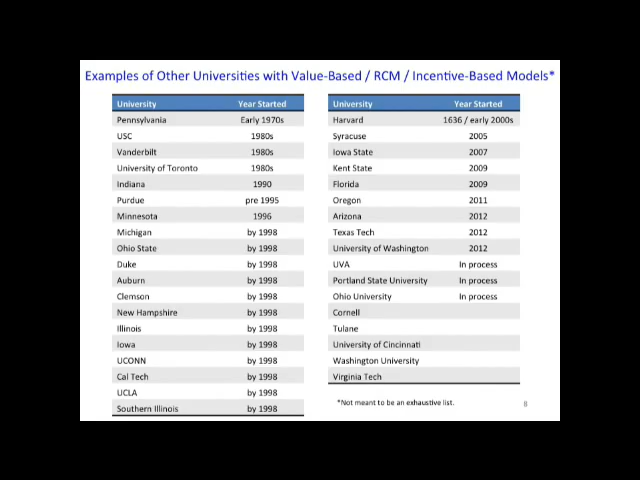 Examples of Other Universities with Value-Based / RCM / Incentive-Based Models*
University Year Started
Pennsylvania Early 1970s
USC 1980s
Vanderbilt 1980s
University of Toronto 1980s
Indiana 1990
Purdue pre 1995
Minnesota 1996
Michigan by 1998
Ohio State by 1998
Duke by 1998
Auburn by 1998
Clemson by 1998
New Hampshire by 1998
Illinois by 1998
Iowa by 1998
UCONN by 1998
Cal Tech by 1998
UCLA by 1998
Southern Illinois by 1998
University Year Started
Harvard 1636 / early 2000s
Syracuse 2005
Iowa State 2007
Kent State 2009
Florida 2009
Oregon 2011
Arizona 2012
Texas Tech 2012
University of Washington 2012
UVA In process
Portland State University In process
Ohio University In process
Cornell
Tulane
University of Cincinnati
Washington University
Virginia Tech
*Not meant to be an exhaustive list.
8